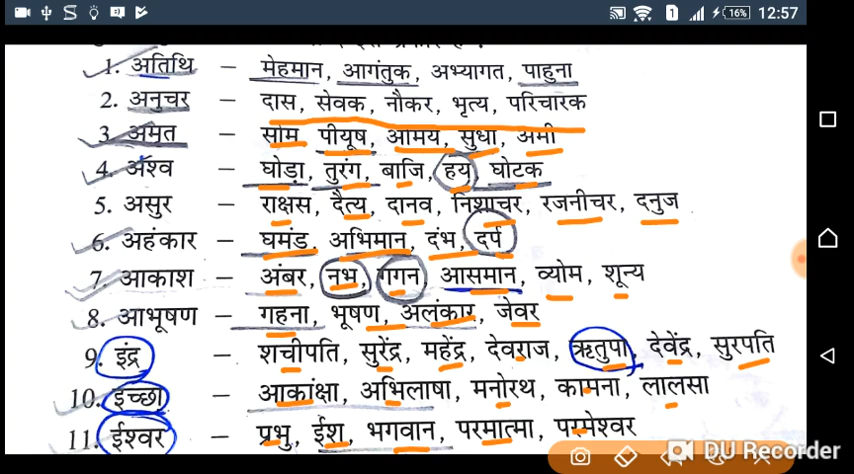 16% 12:57
1. अतिथि – मेहमान, आगंतुक, अभ्यागत, पाहुना
2. अनुचर – दास, सेवक, नौकर, भृत्य, परिचारक
3. अमृत – सोम, पीयूष, आमय, सुधा, अमी
4. अश्व – घोड़ा, तुरंग, बाजि, हय, घोटक
5. असुर – राक्षस, दैत्य, दानव, निशाचर, रजनीचर, दनुज
6. अहंकार – घमंड, अभिमान, दंभ, दर्प
7. आकाश – अंबर, नभ, गगन, आसमान, व्योम, शून्य
8. आभूषण – गहना, भूषण, अलंकार, जेवर
9. इंद्र – शचीपति, सुरेंद्र, महेंद्र, देवराज, ऋतुपा, देवेंद्र, सुरपति
10. इच्छा – आकांक्षा, अभिलाषा, मनोरथ, कामना, लालसा
11. ईश्वर – प्रभु, ईश, भगवान, परमात्मा, परमेश्वर
DU Recorder